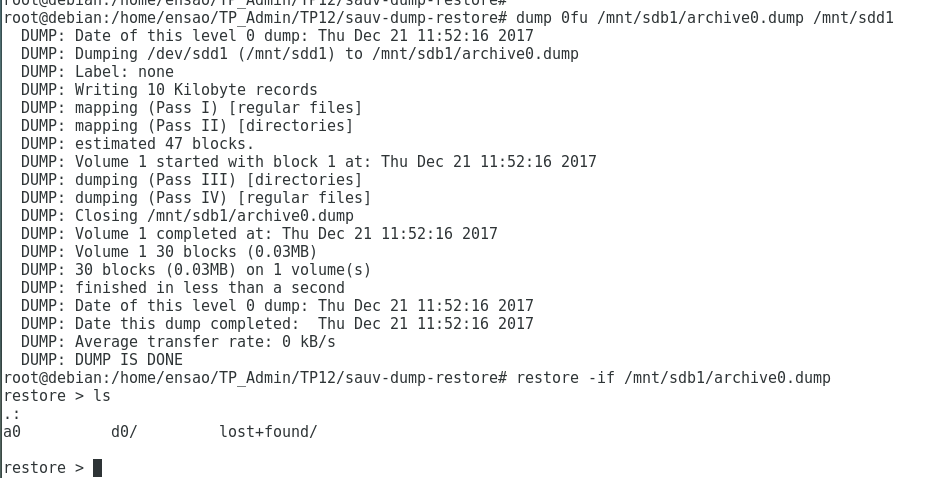 root@debian:/home/ensao/TP_Admin/TP12/sauv-dump-restore#
root@debian:/home/ensao/TP_Admin/TP12/sauv-dump-restore# dump 0fu /mnt/sdb1/archive0.dump /mnt/sdd1
DUMP: Date of this level 0 dump: Thu Dec 21 11:52:16 2017
DUMP: Dumping /dev/sdd1 (/mnt/sdd1) to /mnt/sdb1/archive0.dump
DUMP: Label: none
DUMP: Writing 10 Kilobyte records
DUMP: mapping (Pass I) [regular files]
DUMP: mapping (Pass II) [directories]
DUMP: estimated 47 blocks.
DUMP: Volume 1 started with block 1 at: Thu Dec 21 11:52:16 2017
DUMP: dumping (Pass III) [directories]
DUMP: dumping (Pass IV) [regular files]
DUMP: Closing /mnt/sdb1/archive0.dump
DUMP: Volume 1 completed at: Thu Dec 21 11:52:16 2017
DUMP: Volume 1 30 blocks (0.03MB)
DUMP: 30 blocks (0.03MB) on 1 volume(s)
DUMP: finished in less than a second
DUMP: Date of this level 0 dump: Thu Dec 21 11:52:16 2017
DUMP: Date this dump completed:  Thu Dec 21 11:52:16 2017
DUMP: Average transfer rate: 0 kB/s
DUMP: DUMP IS DONE
root@debian:/home/ensao/TP_Admin/TP12/sauv-dump-restore# restore -if /mnt/sdb1/archive0.dump
restore > ls
.:
a0          d0/         lost+found/
restore >